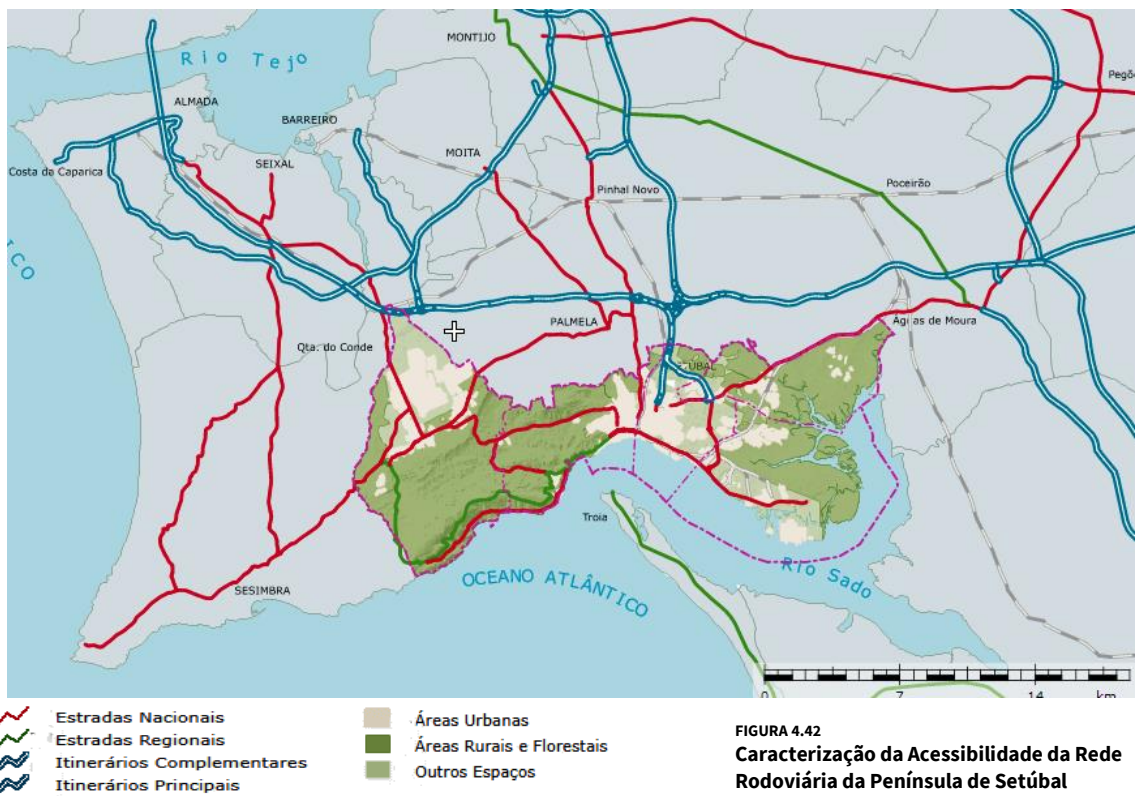 MONTIJO
Rio Tejo
Pegõ
ALMADA
BARREIRO
MOITA
SEIXAL
Costa da Caparica
Pinhal Novo
Poceirão
ICO
PALMELA
Águas de Moura
Qta. do Conde
TÚBAL
Troia
Rio Sado
OCEANO ATLÂNTICO
SESIMBRA
0 7 14 km
Estradas Nacionais
Estradas Regionais
Itinerários Complementares
Itinerários Principais
Áreas Urbanas
Áreas Rurais e Florestais
Outros Espaços
FIGURA 4.42
Caracterização da Acessibilidade da Rede
Rodoviária da Península de Setúbal